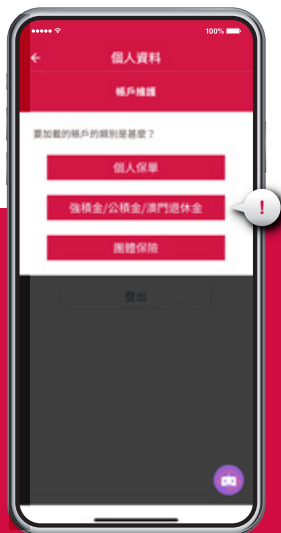 100%
個人資料
帳戶維護
要加載的帳戶的類別是甚麼？
個人保單
強積金/公積金/澳門退休金
!
團體保險
登出